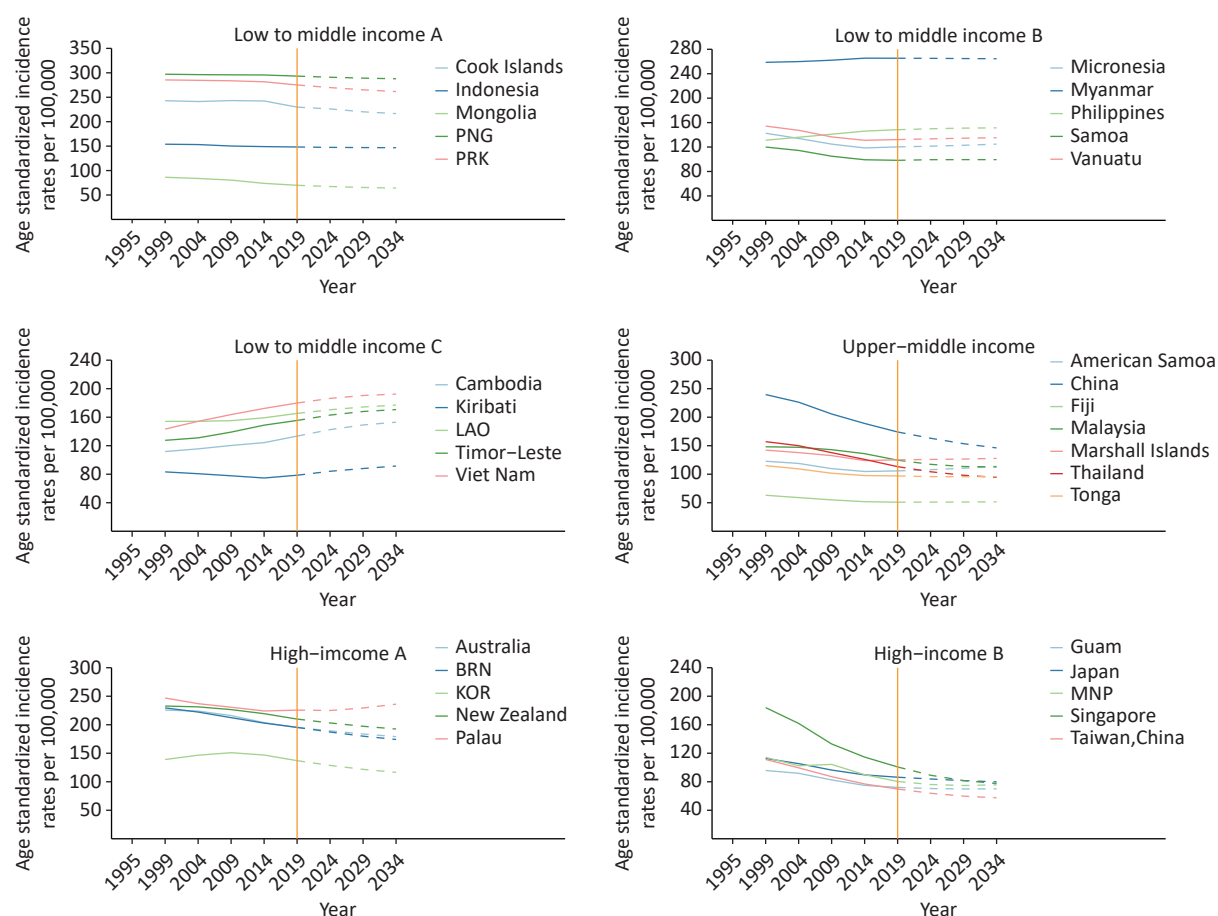 Low to middle income A
Age standardized incidence
rates per 100,000
350
300
250
200
150
100
50
1995
1999
2004
2009
2014
2019
2024
2029
2034
Year
Cook Islands
Indonesia
Mongolia
PNG
PRK
Low to middle income B
Age standardized incidence
rates per 100,000
280
240
200
160
120
80
40
1995
1999
2004
2009
2014
2019
2024
2029
2034
Year
Micronesia
Myanmar
Philippines
Samoa
Vanuatu
Low to middle income C
Age standardized incidence
rates per 100,000
240
200
160
120
80
40
1995
1999
2004
2009
2014
2019
2024
2029
2034
Year
Cambodia
Kiribati
LAO
Timor−Leste
Viet Nam
Upper−middle income
Age standardized incidence
rates per 100,000
300
250
200
150
100
50
1995
1999
2004
2009
2014
2019
2024
2029
2034
Year
American Samoa
China
Fiji
Malaysia
Marshall Islands
Thailand
Tonga
High−imcome A
Age standardized incidence
rates per 100,000
300
250
200
150
100
50
1995
1999
2004
2009
2014
2019
2024
2029
2034
Year
Australia
BRN
KOR
New Zealand
Palau
High−income B
Age standardized incidence
rates per 100,000
240
200
160
120
80
40
1995
1999
2004
2009
2014
2019
2024
2029
2034
Year
Guam
Japan
MNP
Singapore
Taiwan,China